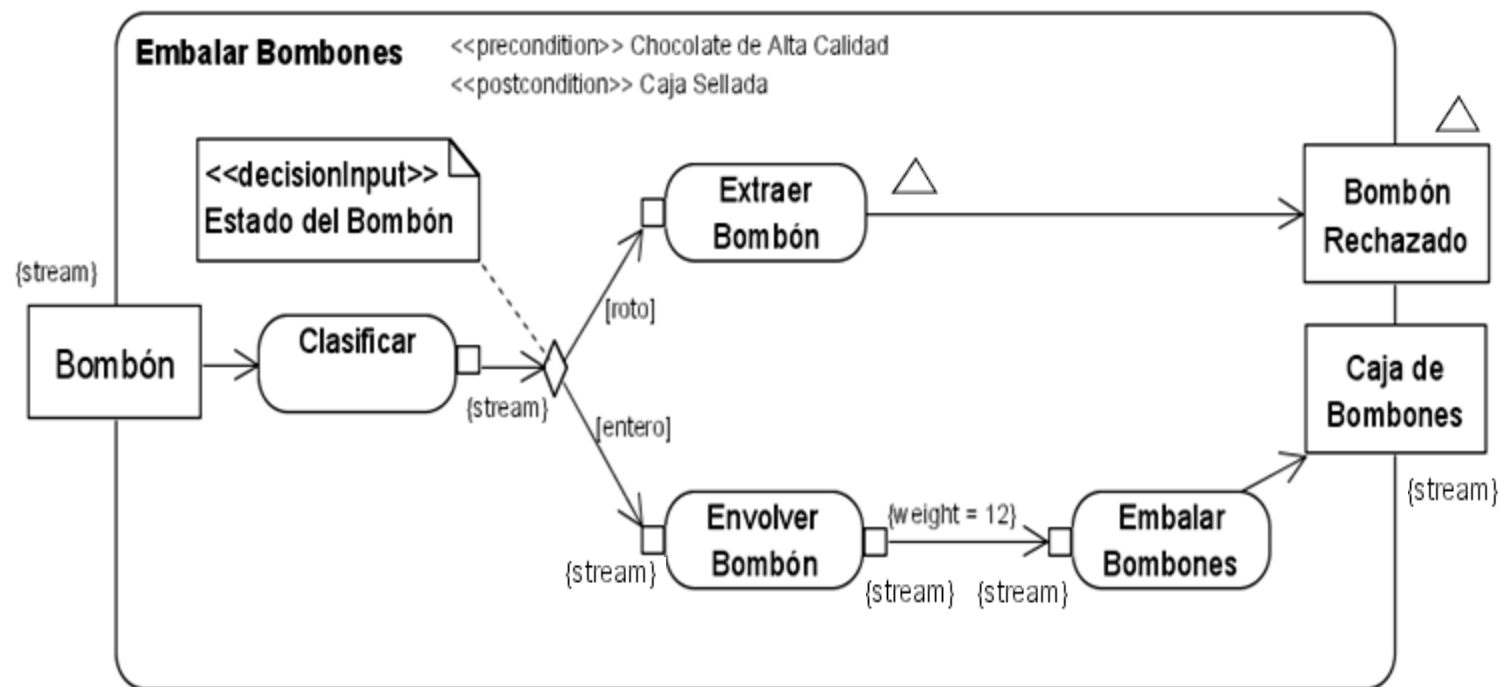 Embalar Bombones
<<precondition>> Chocolate de Alta Calidad
<<postcondition>> Caja Sellada
<<decisionInput>>
Estado del Bombón
{stream}
Bombón
Clasificar
{stream}
[roto]
[entero]
Extraer
Bombón
Bombón
Rechazado
Caja de
Bombones
{stream}
{stream}
Envolver
Bombón
{weight = 12}
{stream}
{stream}
Embalar
Bombones